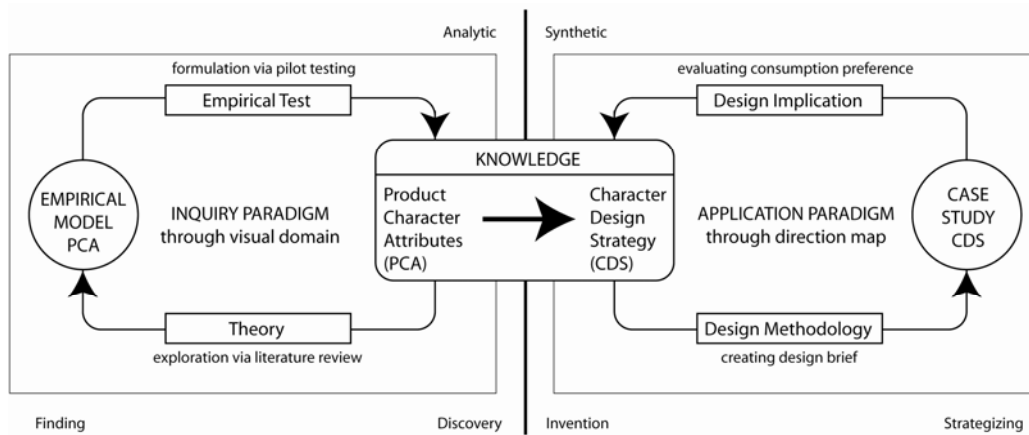 Analytic
Synthetic
formulation via pilot testing
Empirical Test
evaluating consumption preference
Design Implication
KNOWLEDGE
Product
Character
Attributes
(PCA)
Character
Design
Strategy
(CDS)
EMPIRICAL
MODEL
PCA
INQUIRY PARADIGM
through visual domain
APPLICATION PARADIGM
through direction map
CASE
STUDY
CDS
Theory
exploration via literature review
Design Methodology
creating design brief
Finding
Discovery
Invention
Strategizing